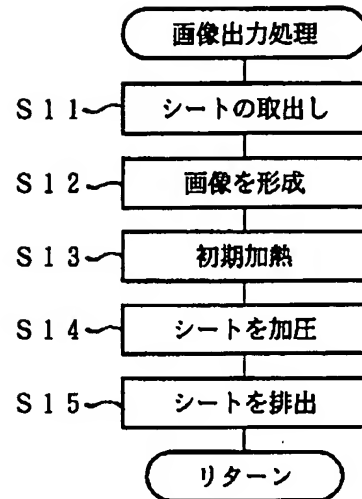 画像出力処理
S11 シートの取出し
S12 画像を形成
S13 初期加熱
S14 シートを加圧
S15 シートを排出
リターン